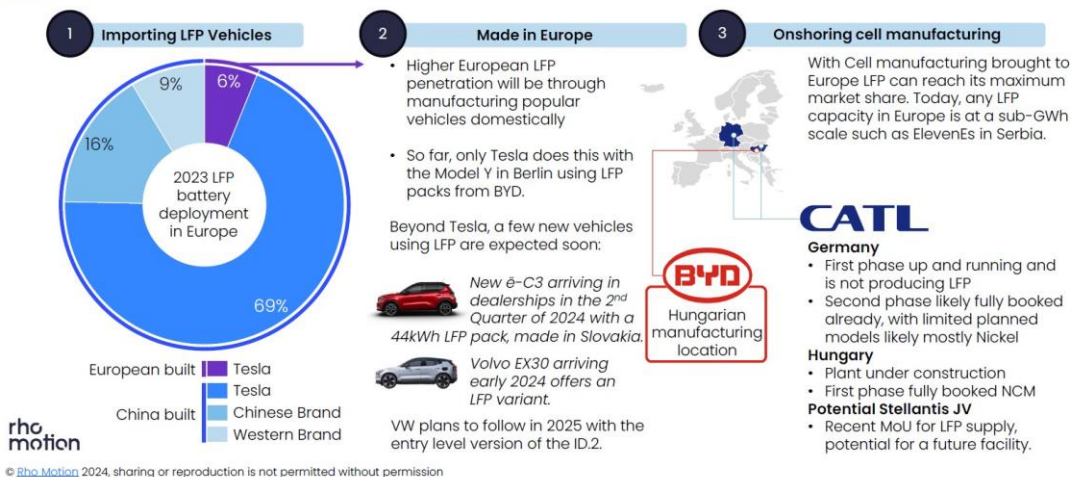 1
Importing LFP Vehicles
9%
6%
16%
69%
2023 LFP
battery
deployment
in Europe
European built
Tesla
China built
Tesla
Chinese Brand
Western Brand
2
Made in Europe
• Higher European LFP
penetration will be through
manufacturing popular
vehicles domestically
• So far, only Tesla does this with
the Model Y in Berlin using LFP
packs from BYD.
Beyond Tesla, a few new vehicles
using LFP are expected soon:
New ë-C3 arriving in
dealerships in the 2nd
Quarter of 2024 with a
44kWh LFP pack, made in Slovakia.
Volvo EX30 arriving
early 2024 offers an
LFP variant.
VW plans to follow in 2025 with the
entry level version of the ID.2.
3
Onshoring cell manufacturing
With Cell manufacturing brought to
Europe LFP can reach its maximum
market share. Today, any LFP
capacity in Europe is at a sub-GWh
scale such as ElevenEs in Serbia.
BYD
Hungarian
manufacturing
location
CATL
Germany
• First phase up and running and
is not producing LFP
• Second phase likely fully booked
already, with limited planned
models likely mostly Nickel
Hungary
• Plant under construction
• First phase fully booked NCM
Potential Stellantis JV
• Recent MoU for LFP supply,
potential for a future facility.
rho
motion
© Rho Motion 2024, sharing or reproduction is not permitted without permission